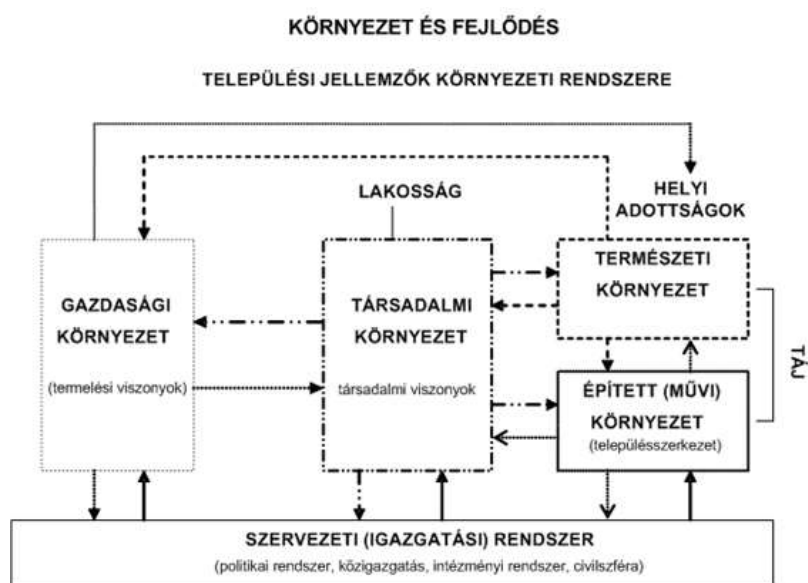 KÖRNYEZET ÉS FEJLŐDÉS
TELEPÜLÉSI JELLEMZŐK KÖRNYEZETI RENDSZERE
LAKOSSÁG
HELYI
ADOTTSÁGOK
GAZDASÁGI
KÖRNYEZET
(termelési viszonyok)
TÁRSADALMI
KÖRNYEZET
társadalmi viszonyok
TERMÉSZETI
KÖRNYEZET
ÉPÍTETT (MŰVI)
KÖRNYEZET
(településszerkezet)
TÁJ
SZERVEZETI (IGAZGATÁSI) RENDSZER
(politikai rendszer, közigazgatás, intézményi rendszer, civilszféra)